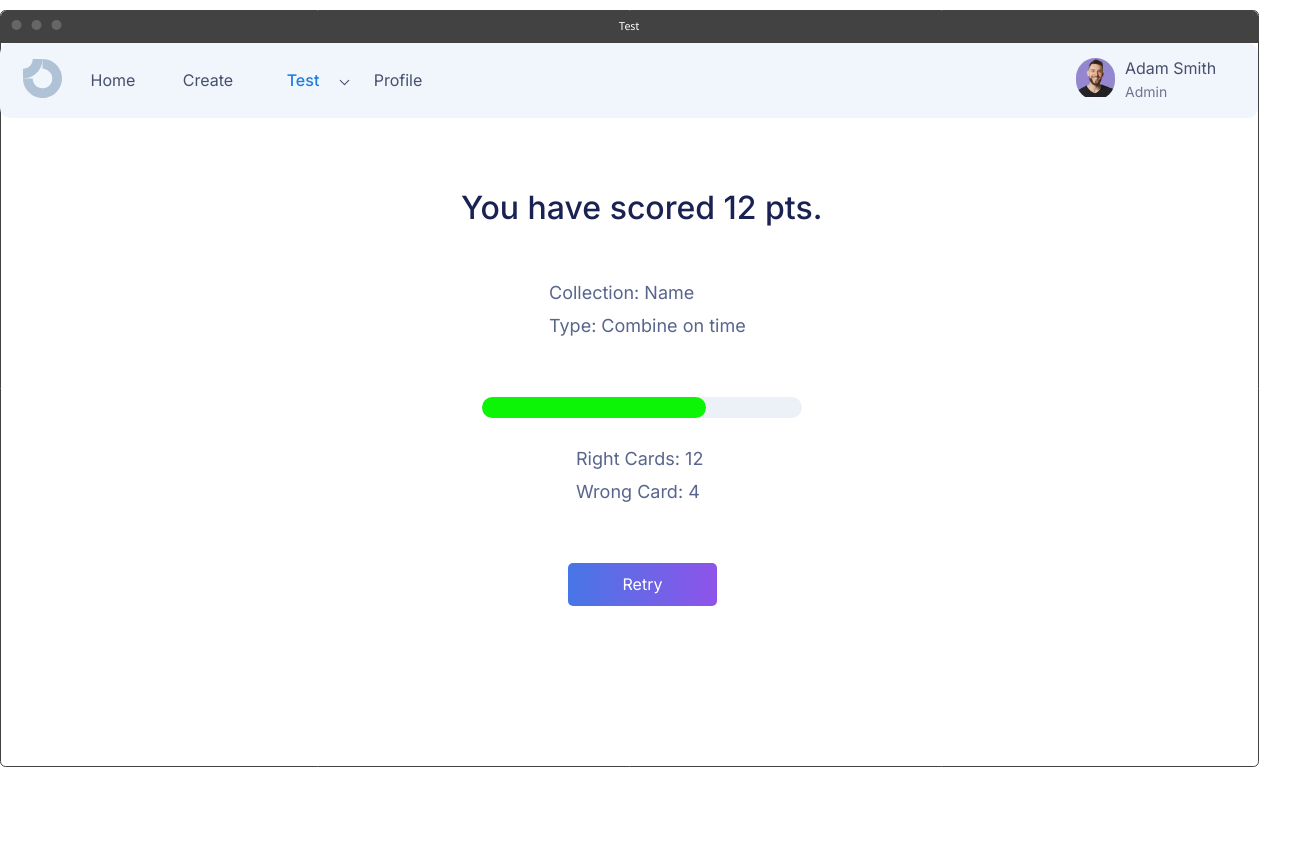 Test
Home Create Test Profile
Adam Smith
Admin
You have scored 12 pts.
Collection: Name
Type: Combine on time
Right Cards: 12
Wrong Card: 4
Retry